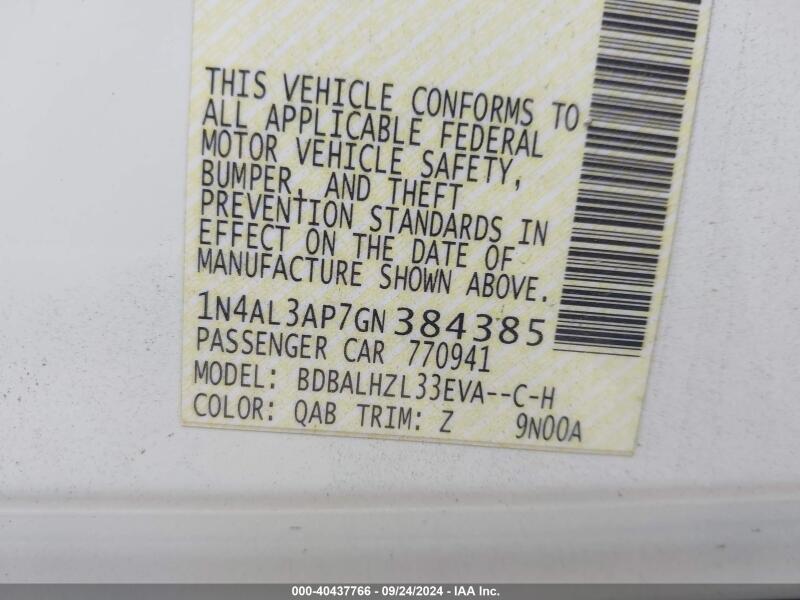 THIS VEHICLE CONFORMS TO
ALL APPLICABLE FEDERAL
MOTOR VEHICLE SAFETY,
BUMPER, AND THEFT
PREVENTION STANDARDS IN
EFFECT ON THE DATE OF
MANUFACTURE SHOWN ABOVE.
1N4AL3AP7GN384385
PASSENGER CAR 770941
MODEL: BDBALHZL33EVA--C-H
COLOR: QAB TRIM: Z 9N00A
000-40437766 - 09/24/2024 - IAA Inc.